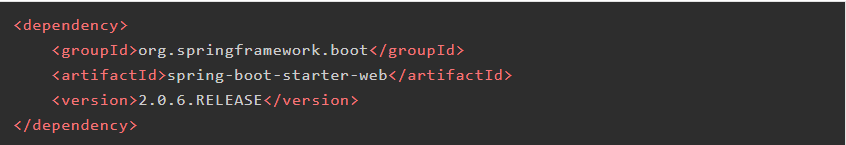 <dependency>
    <groupId>org.springframework.boot</groupId>
    <artifactId>spring-boot-starter-web</artifactId>
    <version>2.0.6.RELEASE</version>
</dependency>